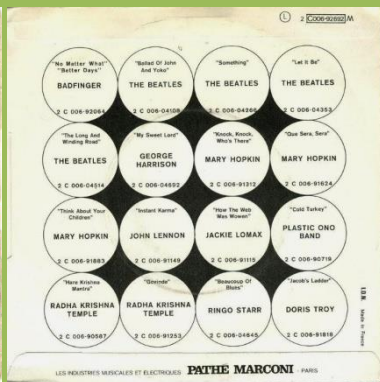 Ⓛ 2 C006-92692 M
"No Matter What"
"Better Days"
BADFINGER
2 C 006-92064
"Ballad Of John
And Yoko"
THE BEATLES
2 C 006-04108
"Something"
THE BEATLES
2 C 006-04266
"Let It Be"
THE BEATLES
2 C 006-04353
"The Long And
Winding Road"
THE BEATLES
2 C 006-04514
"My Sweet Lord"
GEORGE
HARRISON
2 C 006-04692
"Knock, Knock,
Who's There"
MARY HOPKIN
2 C 006-91312
"Que Sera, Sera"
MARY HOPKIN
2 C 006-91624
"Think About Your
Children"
MARY HOPKIN
2 C 006-91883
"Instant Karma"
JOHN LENNON
2 C 006-91149
"How The Web
Was Wowen"
JACKIE LOMAX
2 C 006-91115
"Cold Turkey"
PLASTIC ONO
BAND
2 C 006-90719
"Hare Krishna
Mantra"
RADHA KRISHNA
TEMPLE
2 C 006-90567
"Govinda"
RADHA KRISHNA
TEMPLE
2 C 006-91253
"Beaucoup Of
Blues"
RINGO STARR
2 C 006-04645
"Jacob's Ladder"
DORIS TROY
2 C 006-91818
Made in France
LES INDUSTRIES MUSICALES ET ELECTRIQUES PATHÉ MARCONI - PARIS